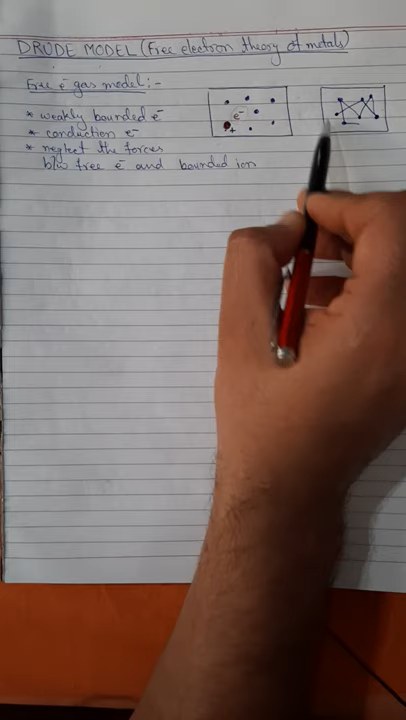 DRUDE MODEL (Free electron theory of metals)
Free e⁻ gas model:-
* weakly bounded e⁻
* conduction e⁻
* neglect the forces
b/w free e⁻ and bounded ion
e⁻
+